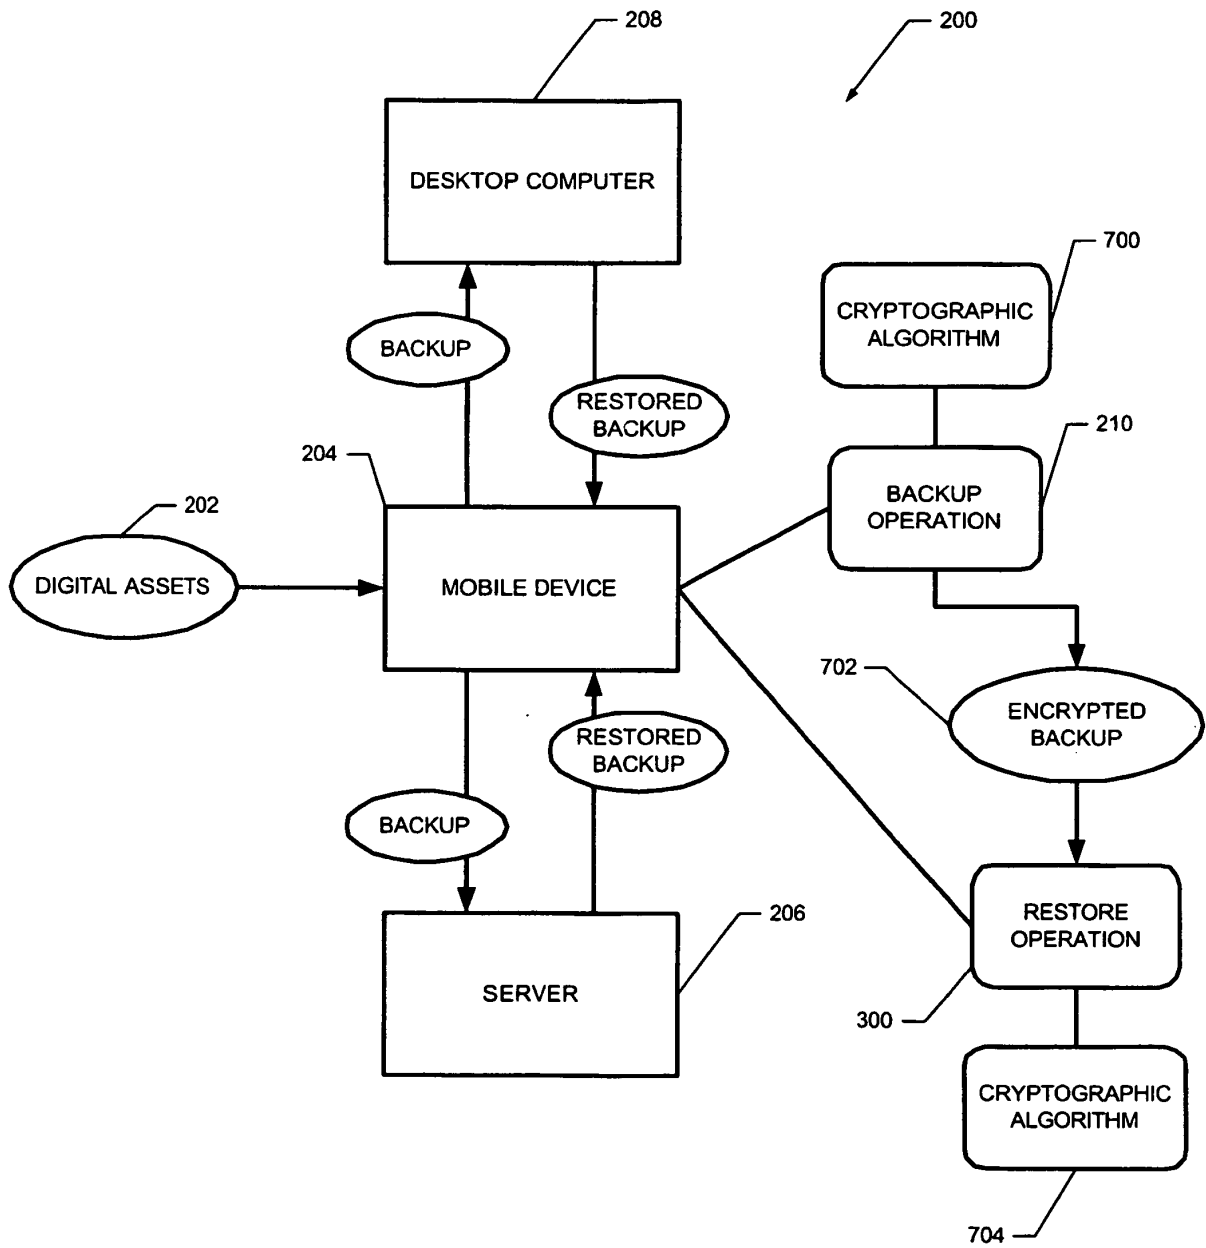 208
200
DESKTOP COMPUTER
700
CRYPTOGRAPHIC
ALGORITHM
BACKUP
RESTORED
BACKUP
210
204
BACKUP
OPERATION
202
DIGITAL ASSETS
MOBILE DEVICE
702
ENCRYPTED
BACKUP
RESTORED
BACKUP
BACKUP
206
RESTORE
OPERATION
SERVER
300
CRYPTOGRAPHIC
ALGORITHM
704